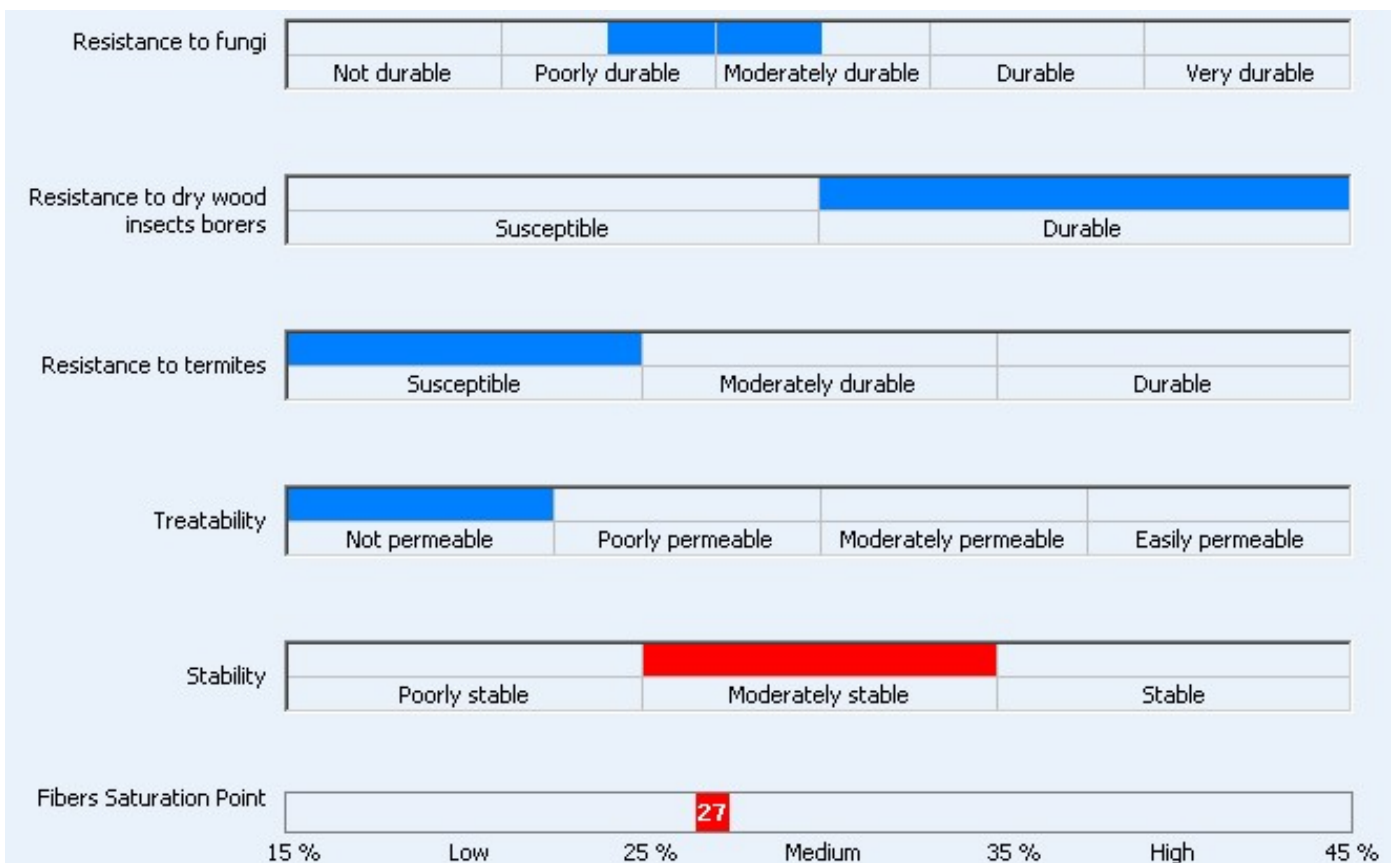 Resistance to fungi
Not durable Poorly durable Moderately durable Durable Very durable
Resistance to dry wood
insects borers
Susceptible Durable
Resistance to termites
Susceptible Moderately durable Durable
Treatability
Not permeable Poorly permeable Moderately permeable Easily permeable
Stability
Poorly stable Moderately stable Stable
Fibers Saturation Point
27
15 % Low 25 % Medium 35 % High 45 %